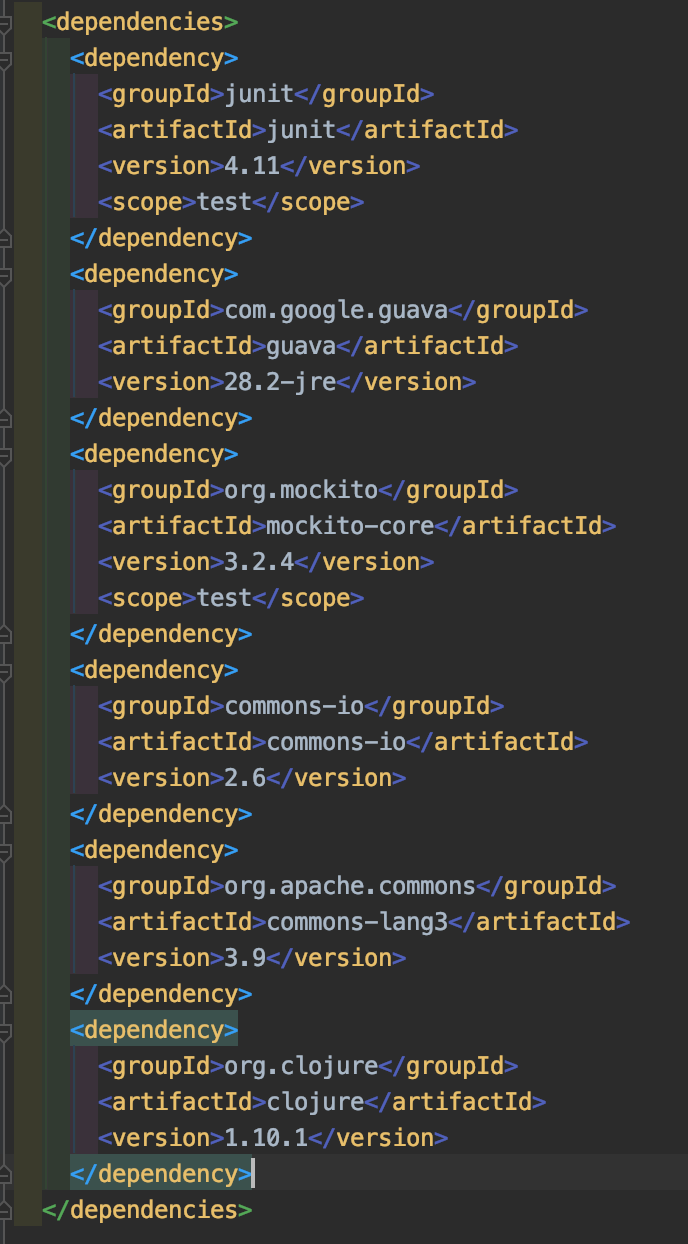 <dependencies>
<dependency>
<groupId>junit</groupId>
<artifactId>junit</artifactId>
<version>4.11</version>
<scope>test</scope>
</dependency>
<dependency>
<groupId>com.google.guava</groupId>
<artifactId>guava</artifactId>
<version>28.2-jre</version>
</dependency>
<dependency>
<groupId>org.mockito</groupId>
<artifactId>mockito-core</artifactId>
<version>3.2.4</version>
<scope>test</scope>
</dependency>
<dependency>
<groupId>commons-io</groupId>
<artifactId>commons-io</artifactId>
<version>2.6</version>
</dependency>
<dependency>
<groupId>org.apache.commons</groupId>
<artifactId>commons-lang3</artifactId>
<version>3.9</version>
</dependency>
<dependency>
<groupId>org.clojure</groupId>
<artifactId>clojure</artifactId>
<version>1.10.1</version>
</dependency>
</dependencies>